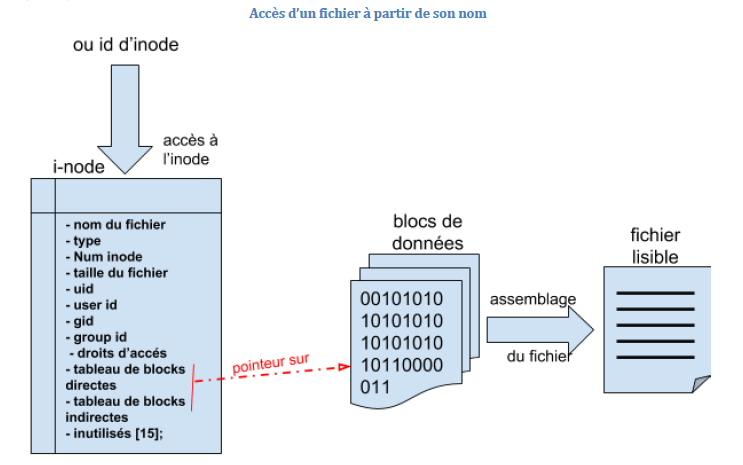 Accès d'un fichier à partir de son nom
ou id d'inode
accès à
l'inode
i-node
- nom du fichier
- type
- Num inode
- taille du fichier
- uid
- user id
- gid
- group id
- droits d'accés
- tableau de blocks
directes
- tableau de blocks
indirectes
- inutilisés [15];
pointeur sur
blocs de
données
00101010
10101010
10101010
10110000
011
assemblage
du fichier
fichier
lisible